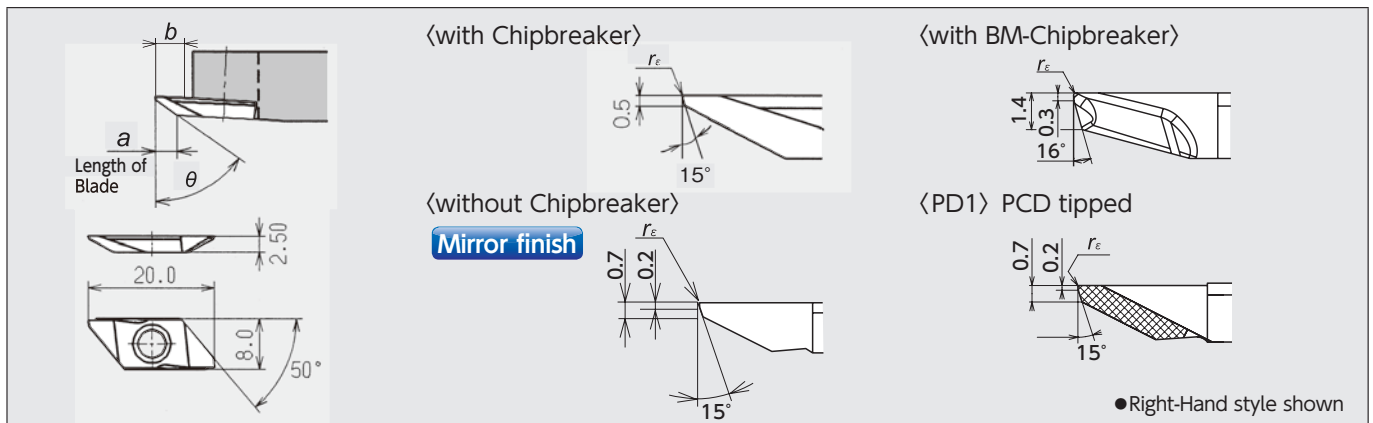 b
a
Length of
Blade
θ
2.50
20.0
8.0
50°
〈with Chipbreaker〉
rε
0.5
15°
〈with BM-Chipbreaker〉
rε
1.4
0.3
16°
〈without Chipbreaker〉
Mirror finish
rε
0.7
0.2
15°
〈PD1〉 PCD tipped
rε
0.7
0.2
15°
●Right-Hand style shown